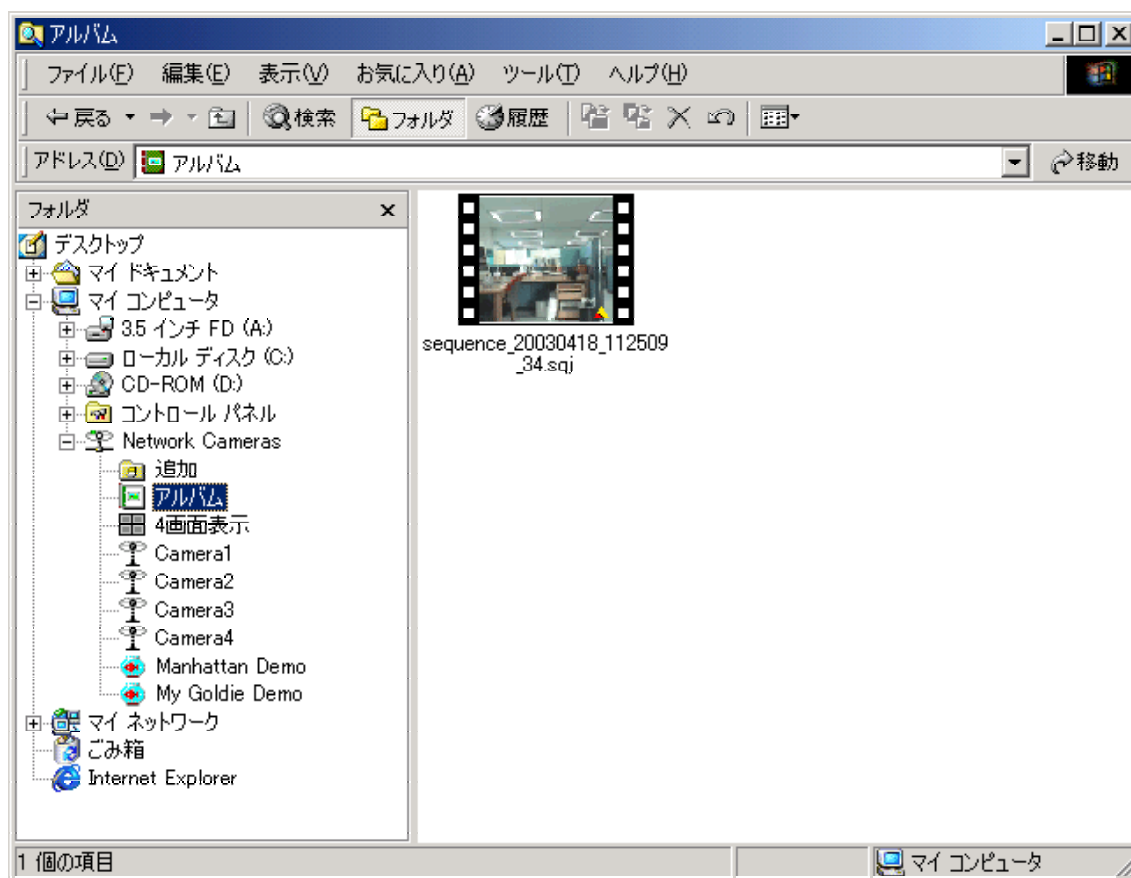 アルバム
ファイル(F) 編集(E) 表示(V) お気に入り(A) ツール(T) ヘルプ(H)
戻る 検索 フォルダ 履歴
アドレス(D) アルバム 移動
フォルダ
デスクトップ
マイ ドキュメント
マイ コンピュータ
3.5 インチ FD (A:)
ローカル ディスク (C:)
CD-ROM (D:)
コントロール パネル
Network Cameras
追加
アルバム
4画面表示
Camera1
Camera2
Camera3
Camera4
Manhattan Demo
My Goldie Demo
マイ ネットワーク
ごみ箱
Internet Explorer
sequence_20030418_112509
_34.sqj
1 個の項目 マイ コンピュータ